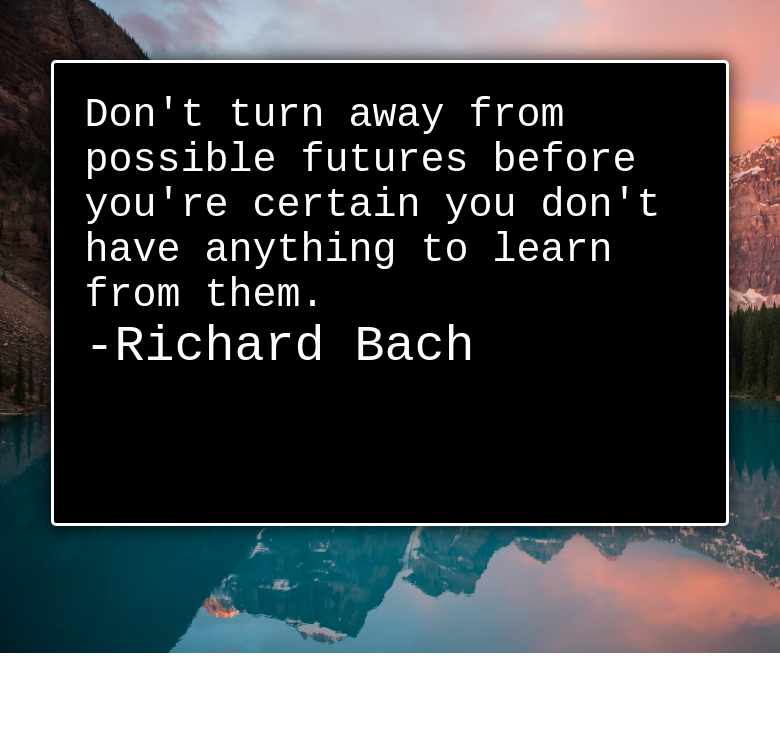 Don't turn away from
possible futures before
you're certain you don't
have anything to learn
from them.
-Richard Bach